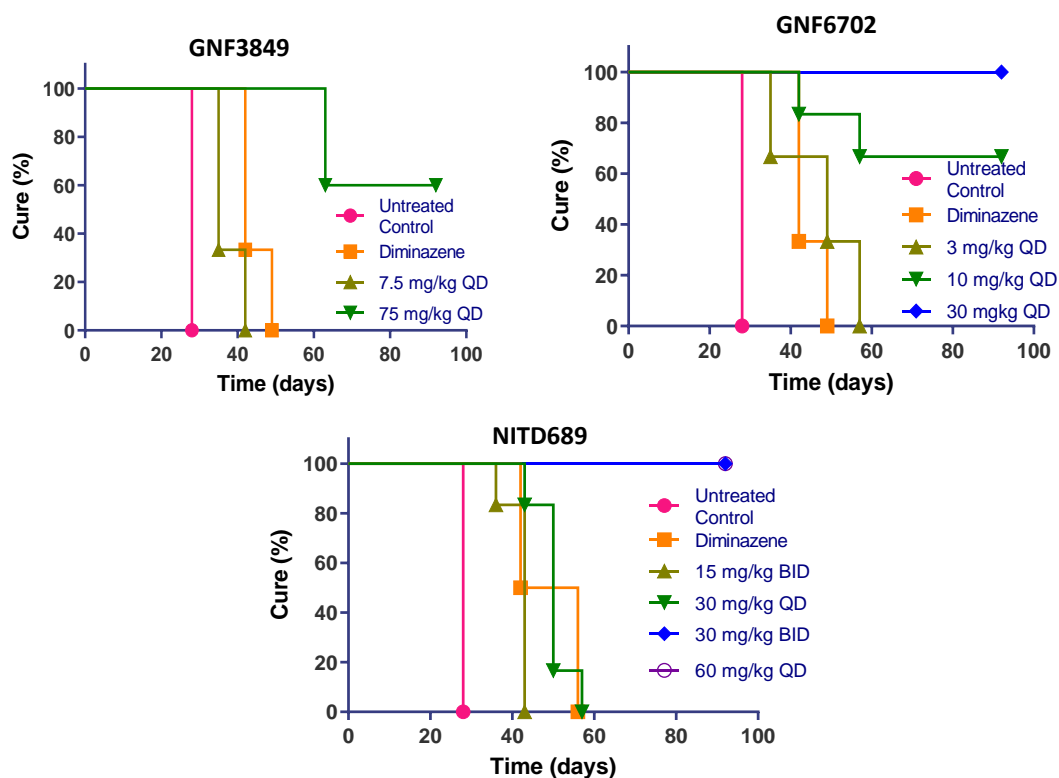 GNF3849
Cure (%)
100
80
60
40
20
0
0 20 40 60 80 100
Time (days)
Untreated
Control
Diminazene
7.5 mg/kg QD
75 mg/kg QD
GNF6702
Cure (%)
100
80
60
40
20
0
0 20 40 60 80 100
Time (days)
Untreated
Control
Diminazene
3 mg/kg QD
10 mg/kg QD
30 mgkg QD
NITD689
Cure (%)
100
80
60
40
20
0
0 20 40 60 80 100
Time (days)
Untreated
Control
Diminazene
15 mg/kg BID
30 mg/kg QD
30 mg/kg BID
60 mg/kg QD